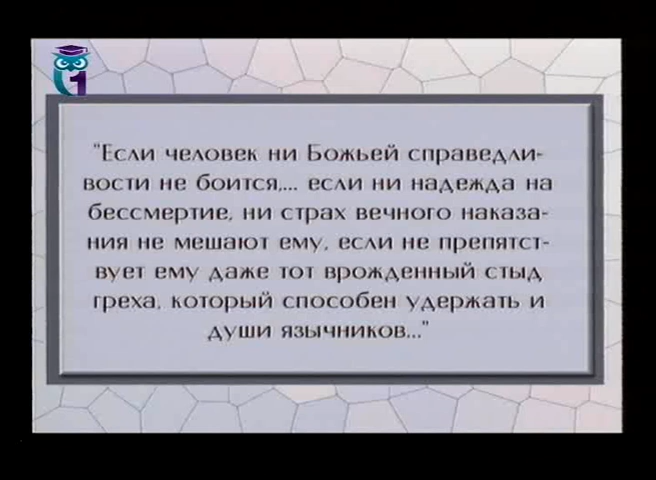 1
"Если человек ни Божьей справедли-
вости не боится,... если ни надежда на
бессмертие, ни страх вечного наказа-
ния не мешают ему, если не препятст-
вует ему даже тот врожденный стыд
греха, который способен удержать и
души язычников..."